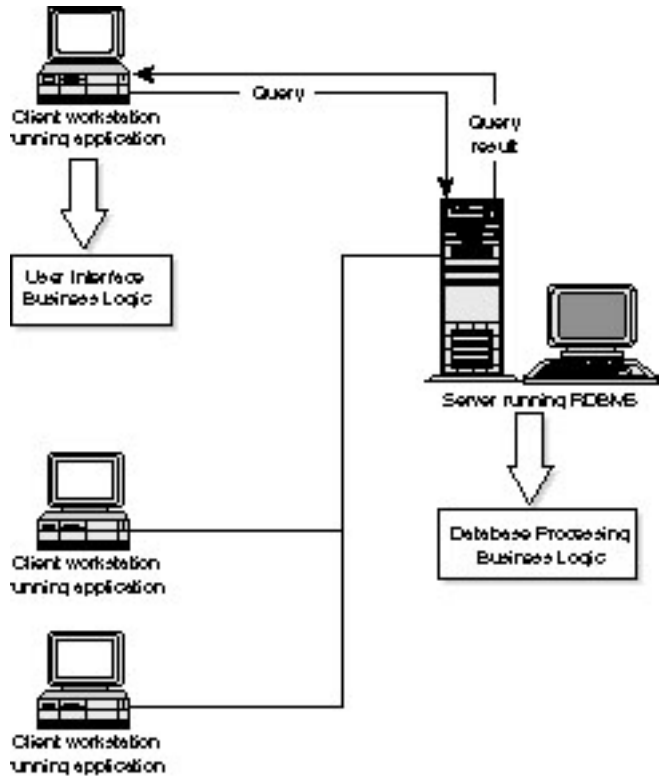 Client workstation
running application
Query
Query
result
User Interface
Business Logic
Server running RDBMS
Database Processing
Business Logic
Client workstation
running application
Client workstation
running application